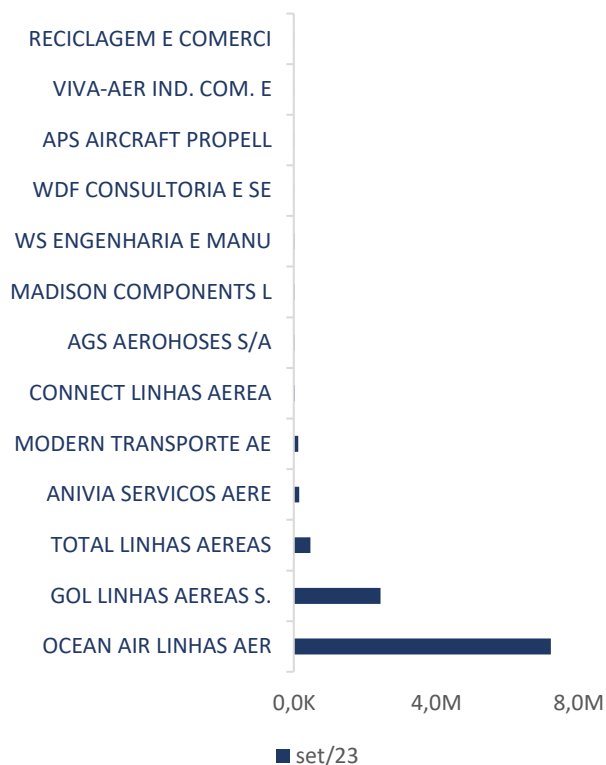 RECICLAGEM E COMERCI
VIVA-AER IND. COM. E
APS AIRCRAFT PROPELL
WDF CONSULTORIA E SE
WS ENGENHARIA E MANU
MADISON COMPONENTS L
AGS AEROHOSES S/A
CONNECT LINHAS AEREA
MODERN TRANSPORTE AE
ANIVIA SERVICOS AERE
TOTAL LINHAS AEREAS
GOL LINHAS AEREAS S.
OCEAN AIR LINHAS AER
0,0K 4,0M 8,0M
set/23